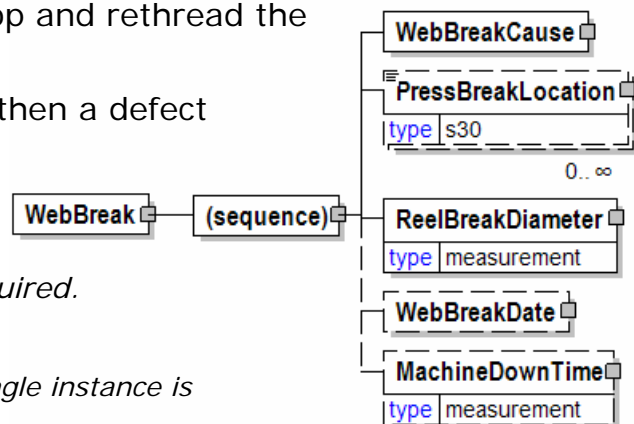 op and rethread the
then a defect
uired.
ngle instance is
WebBreak
(sequence)
WebBreakCause
PressBreakLocation
type s30
0.. ∞
ReelBreakDiameter
type measurement
WebBreakDate
MachineDownTime
type measurement